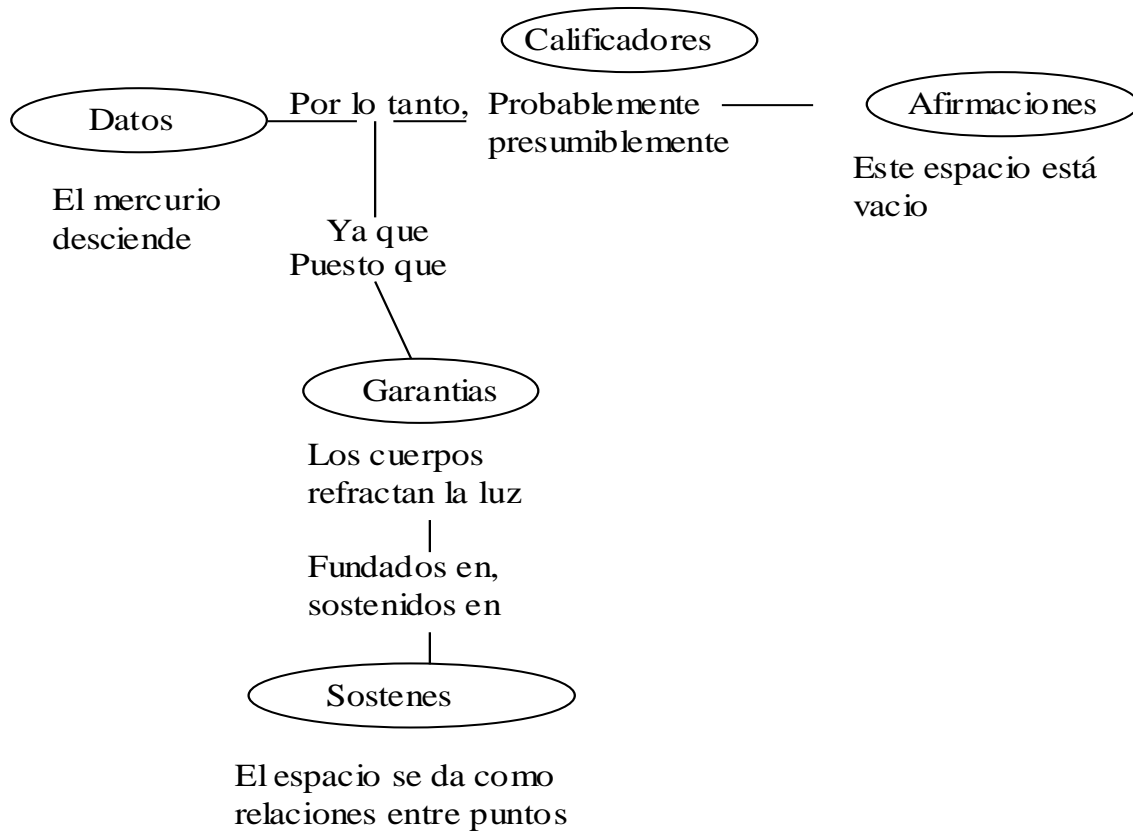 Calificadores
Datos
Por lo tanto,
Probablemente
presumiblemente
Afirmaciones
El mercurio
desciende
Este espacio está
vacio
Ya que
Puesto que
Garantias
Los cuerpos
refractan la luz
Fundados en,
sostenidos en
Sostenes
El espacio se da como
relaciones entre puntos